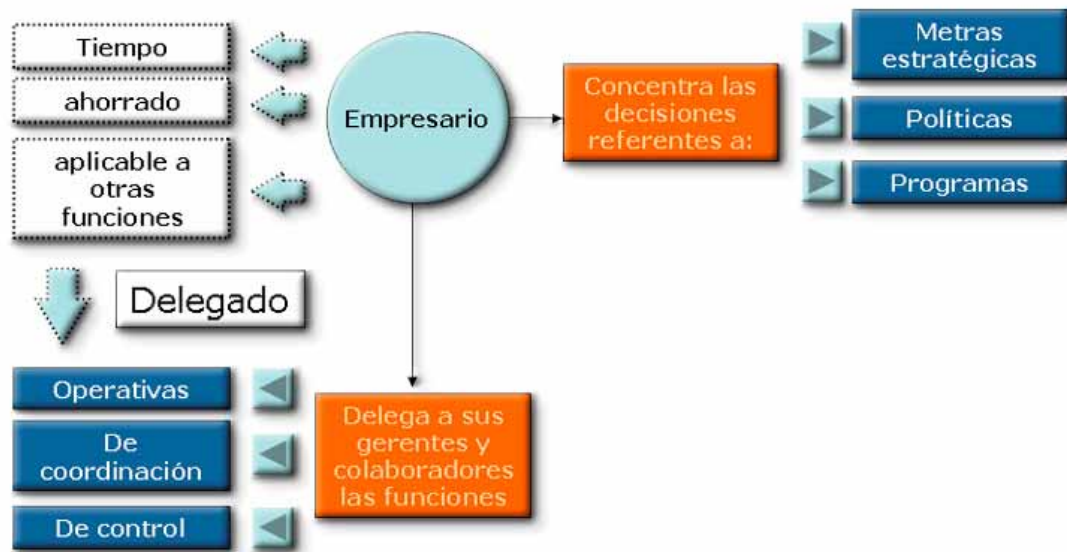 Tiempo
ahorrado
aplicable a
otras
funciones
Delegado
Operativas
De
coordinación
De control
Empresario
Concentra las
decisiones
referentes a:
Metras
estratégicas
Políticas
Programas
Delega a sus
gerentes y
colaboradores
las funciones